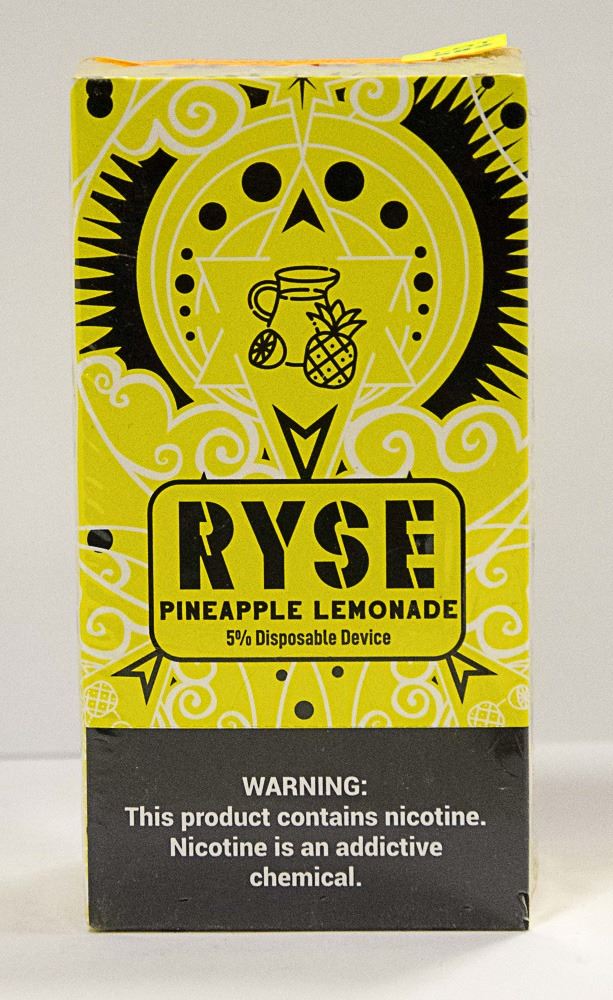 RYSE
PINEAPPLE LEMONADE
5% Disposable Device
WARNING:
This product contains nicotine.
Nicotine is an addictive
chemical.